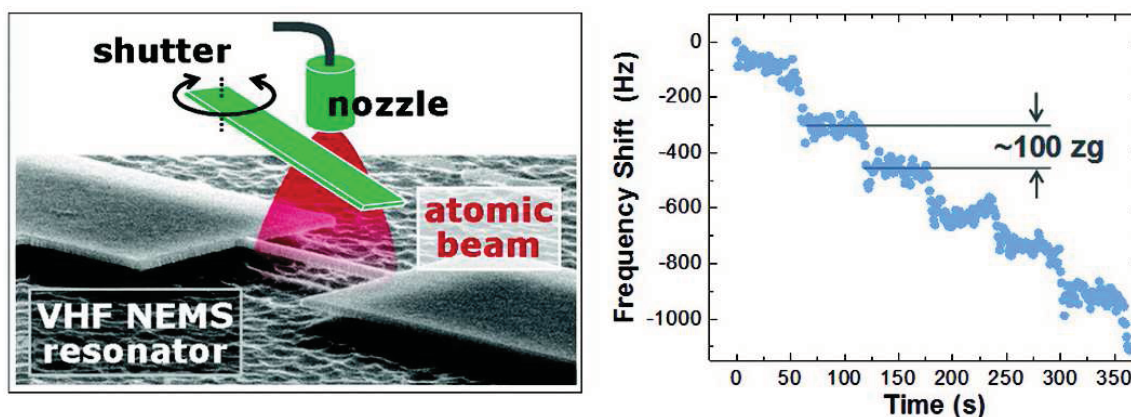 shutter
nozzle
atomic
beam
VHF NEMS
resonator
Frequency Shift (Hz)
0
-200
-400
-600
-800
-1000
~100 zg
0 50 100 150 200 250 300 350
Time (s)